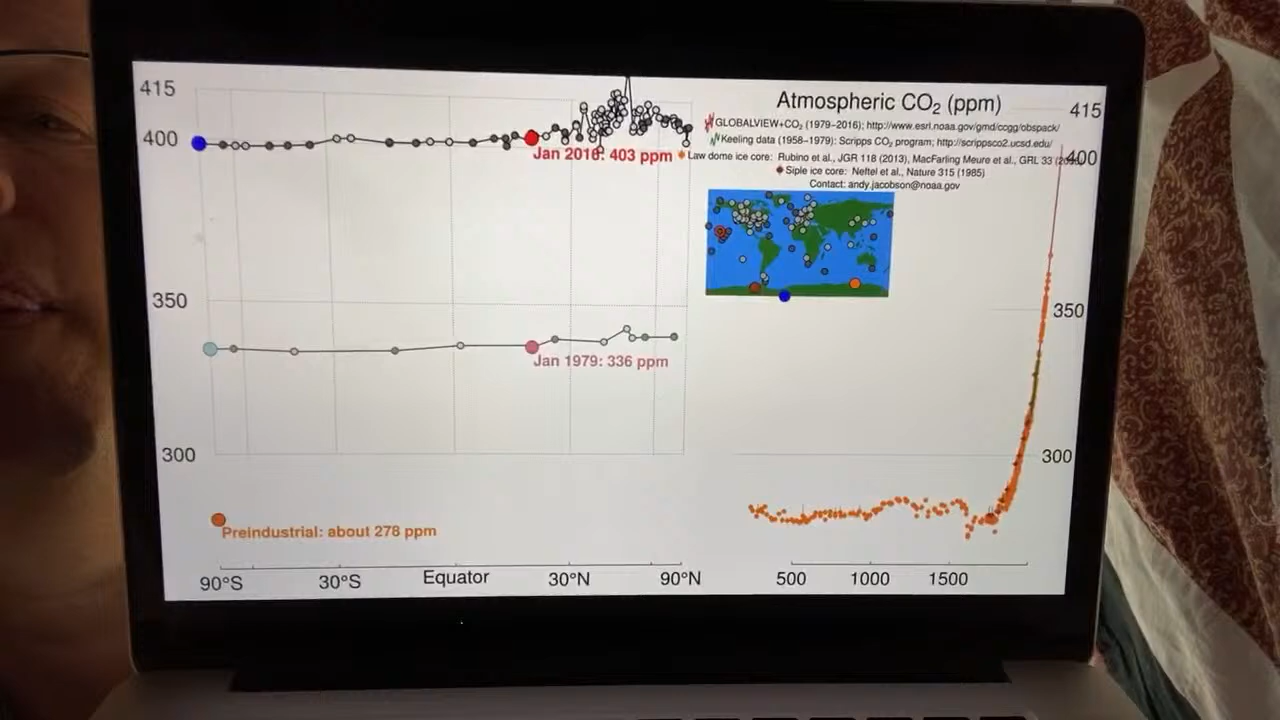 Atmospheric CO₂ (ppm)
GLOBALVIEW+CO₂ (1979–2016); http://www.esrl.noaa.gov/gmd/ccgg/obspack/
Keeling data (1958–1979): Scripps CO₂ program; http://scrippsco2.ucsd.edu/
Law dome ice core: Rubino et al., JGR 118 (2013), MacFarling Meure et al., GRL 33
Siple ice core: Neftel et al., Nature 315 (1985)
Contact: andy.jacobson@noaa.gov
415
400
350
300
Jan 2016: 403 ppm
Jan 1979: 336 ppm
Preindustrial: about 278 ppm
90°S 30°S Equator 30°N 90°N
415
400
350
300
500 1000 1500